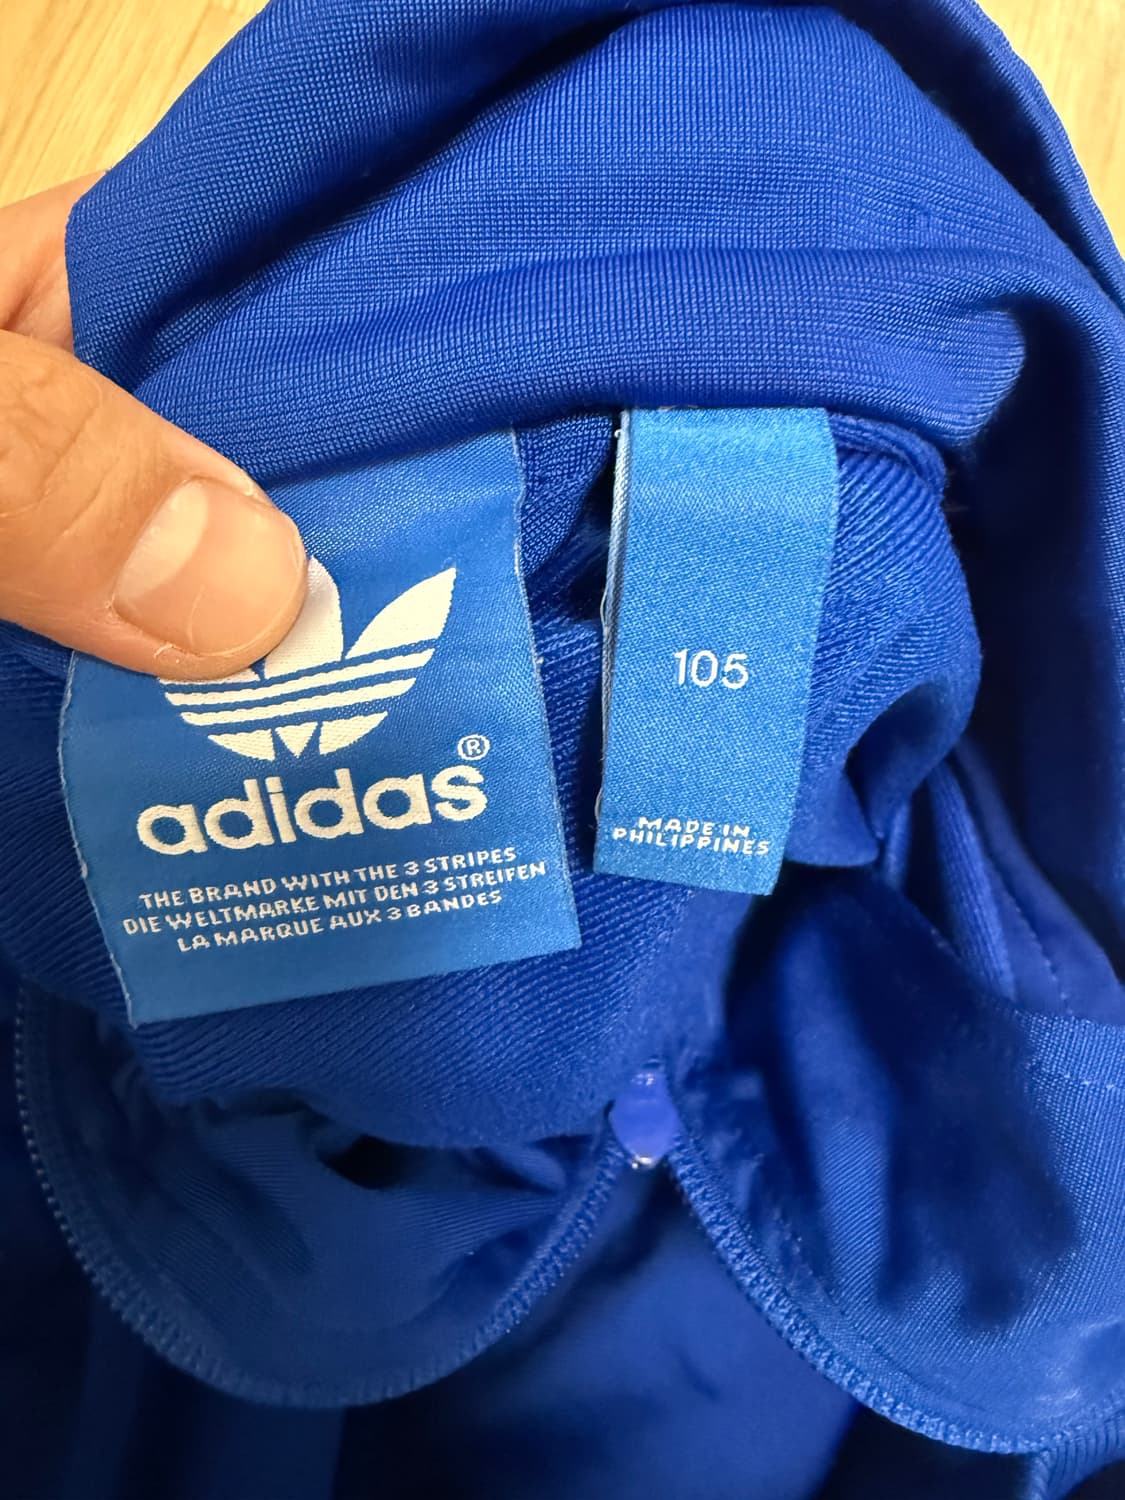 adidas®
THE BRAND WITH THE 3 STRIPES
DIE WELTMARKE MIT DEN 3 STREIFEN
LA MARQUE AUX 3 BANDES
105
MADE IN
PHILIPPINES